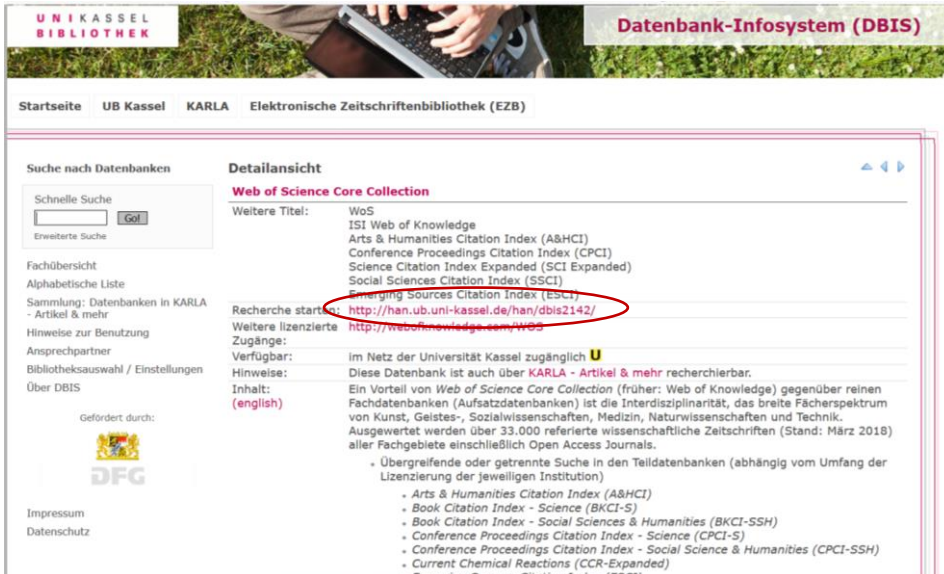 UNIKASSEL
BIBLIOTHEK
Datenbank-Infosystem (DBIS)
Startseite UB Kassel KARLA Elektronische Zeitschriftenbibliothek (EZB)
Suche nach Datenbanken
Schnelle Suche
Go!
Erweiterte Suche
Fachübersicht
Alphabetische Liste
Sammlung: Datenbanken in KARLA
- Artikel & mehr
Hinweise zur Benutzung
Ansprechpartner
Bibliotheksauswahl / Einstellungen
Über DBIS
Gefördert durch:
DFG
Impressum
Datenschutz
Detailansicht
Web of Science Core Collection
Weitere Titel: WoS
ISI Web of Knowledge
Arts & Humanities Citation Index (A&HCI)
Conference Proceedings Citation Index (CPCI)
Science Citation Index Expanded (SCI Expanded)
Social Sciences Citation Index (SSCI)
Emerging Sources Citation Index (ESCI)
Recherche starten: http://han.ub.uni-kassel.de/han/dbis2142/
Weitere lizenzierte http://webofknowledge.com/WOS
Zugänge:
Verfügbar: im Netz der Universität Kassel zugänglich U
Hinweise: Diese Datenbank ist auch über KARLA - Artikel & mehr recherchierbar.
Inhalt: Ein Vorteil von Web of Science Core Collection (früher: Web of Knowledge) gegenüber reinen
(english) Fachdatenbanken (Aufsatzdatenbanken) ist die Interdisziplinarität, das breite Fächerspektrum
von Kunst, Geistes-, Sozialwissenschaften, Medizin, Naturwissenschaften und Technik.
Ausgewertet werden über 33.000 referierte wissenschaftliche Zeitschriften (Stand: März 2018)
aller Fachgebiete einschließlich Open Access Journals.
Übergreifende oder getrennte Suche in den Teildatenbanken (abhängig vom Umfang der
Lizenzierung der jeweiligen Institution)
Arts & Humanities Citation Index (A&HCI)
Book Citation Index - Science (BKCI-S)
Book Citation Index - Social Sciences & Humanities (BKCI-SSH)
Conference Proceedings Citation Index - Science (CPCI-S)
Conference Proceedings Citation Index - Social Science & Humanities (CPCI-SSH)
Current Chemical Reactions (CCR-Expanded)